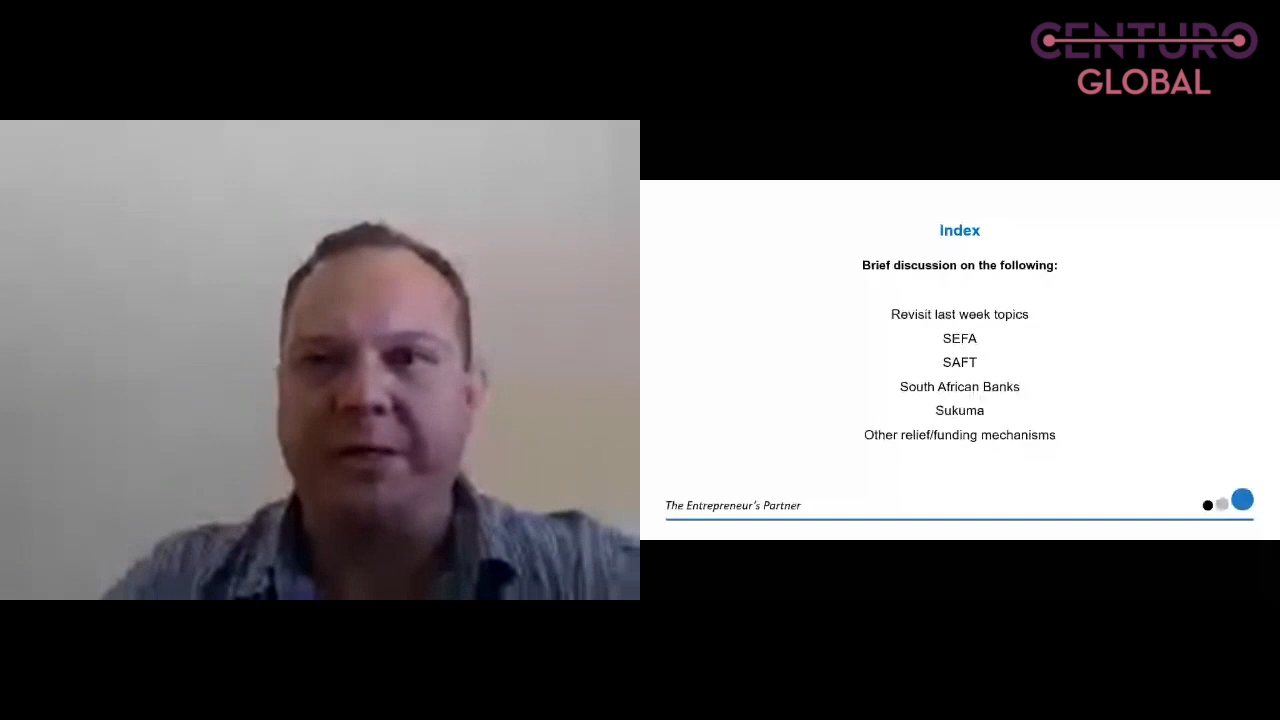 CENTURO
GLOBAL
Index
Brief discussion on the following:
Revisit last week topics
SEFA
SAFT
South African Banks
Sukuma
Other relief/funding mechanisms
The Entrepreneur's Partner